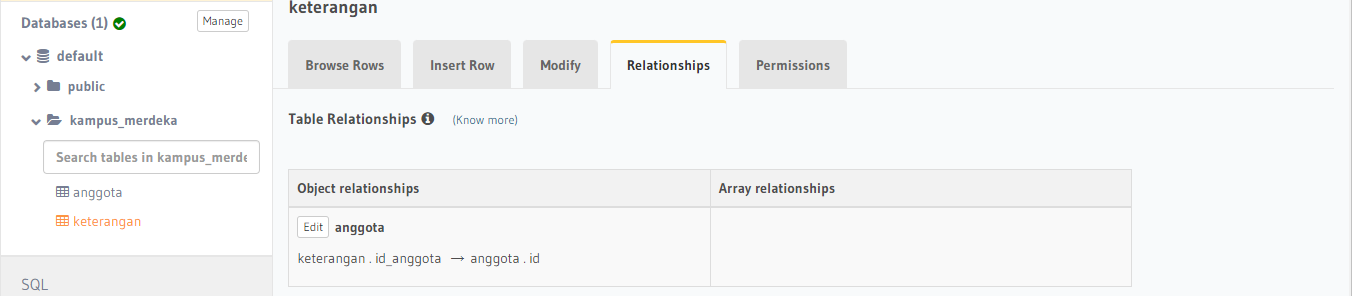 keterangan
Databases (1)
Manage
default
public
kampus_merdeka
Search tables in kampus_merde
anggota
keterangan
SQL
Browse Rows
Insert Row
Modify
Relationships
Permissions
Table Relationships (Know more)
Object relationships
Array relationships
Edit anggota
keterangan . id_anggota → anggota . id